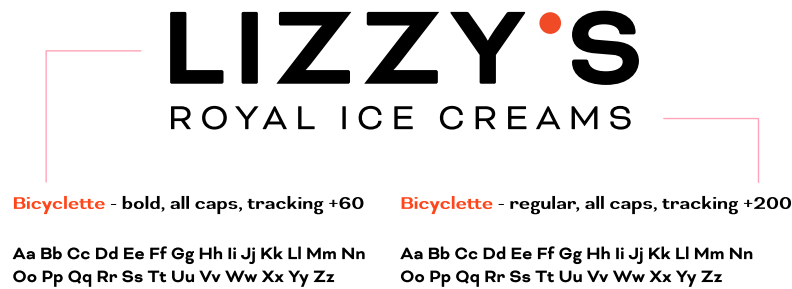 LIZZY'S
ROYAL ICE CREAMS
Bicyclette - bold, all caps, tracking +60
Aa Bb Cc Dd Ee Ff Gg Hh Ii Jj Kk Ll Mm Nn
Oo Pp Qq Rr Ss Tt Uu Vv Ww Xx Yy Zz
Bicyclette - regular, all caps, tracking +200
Aa Bb Cc Dd Ee Ff Gg Hh Ii Jj Kk Ll Mm Nn
Oo Pp Qq Rr Ss Tt Uu Vv Ww Xx Yy Zz